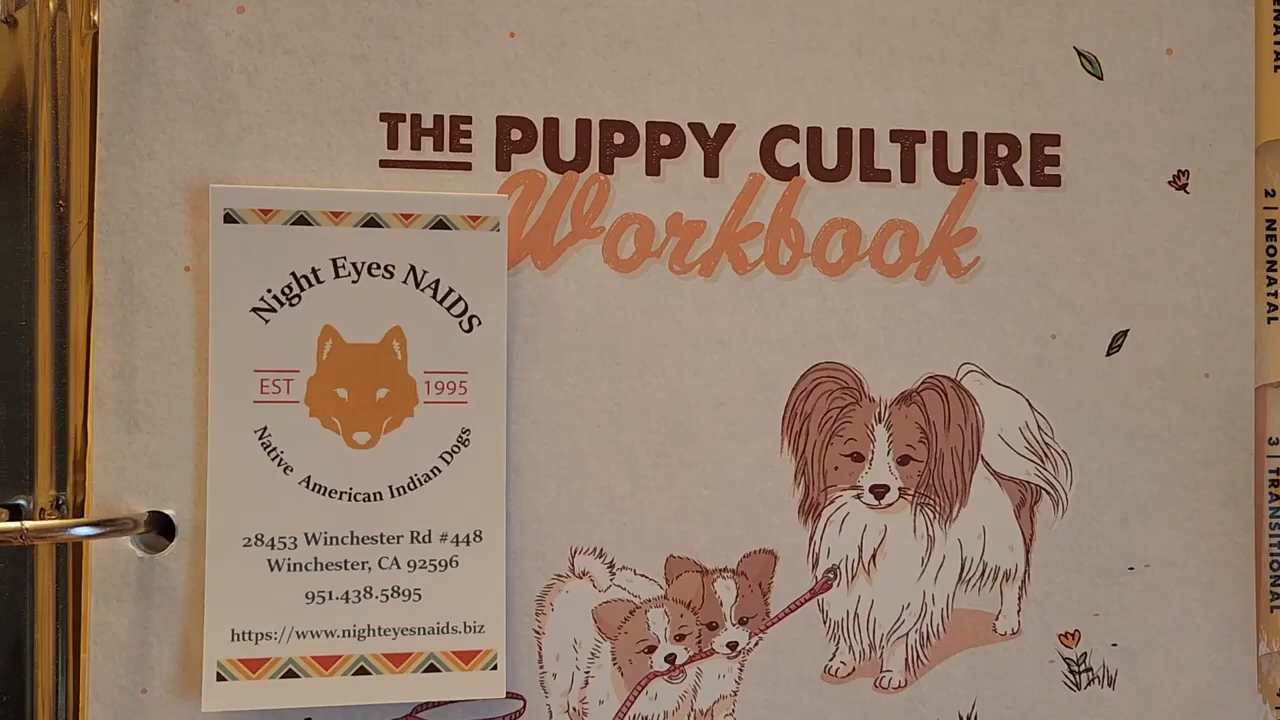 THE PUPPY CULTURE
Workbook
Night Eyes NAIDS
EST 1995
Native American Indian Dogs
28453 Winchester Rd #448
Winchester, CA 92596
951.438.5895
https://www.nighteyesnaids.biz
2 | NEONATAL
3 | TRANSITIONAL